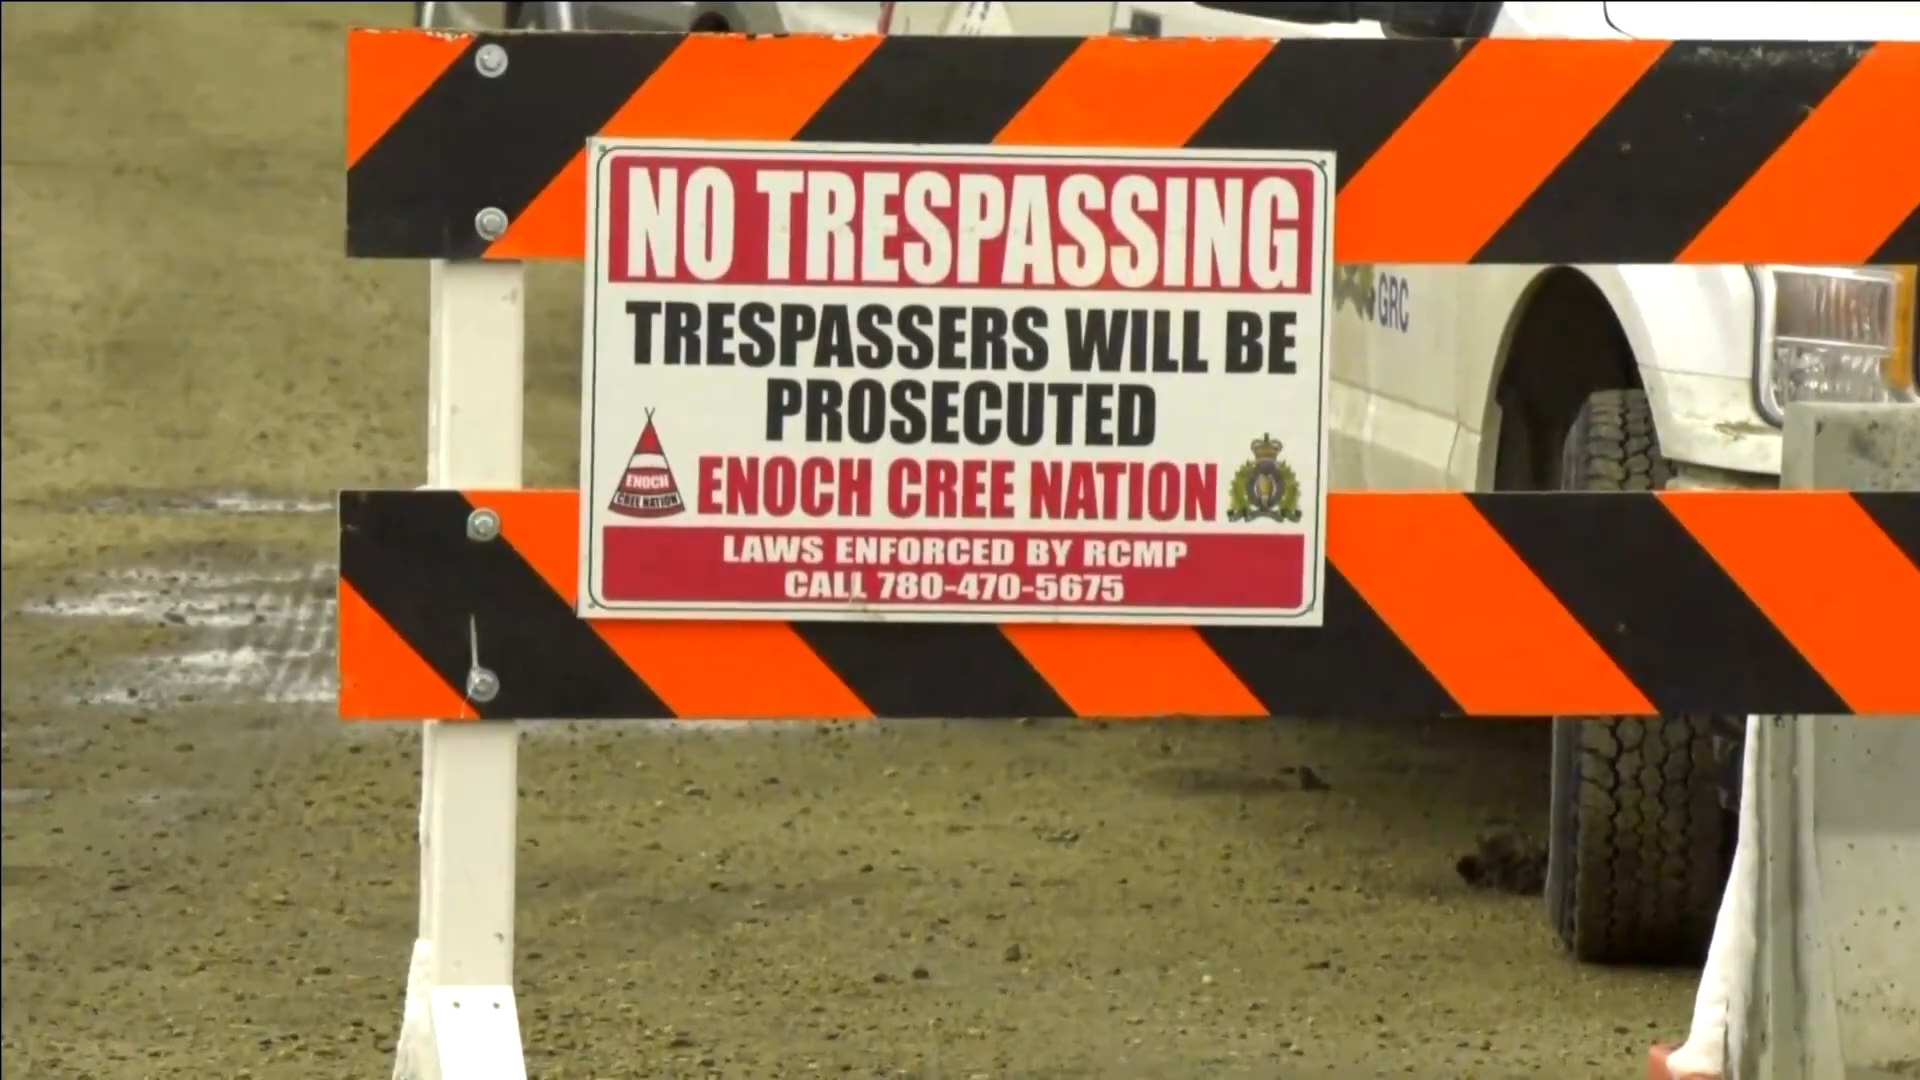 NO TRESPASSING
TRESPASSERS WILL BE
PROSECUTED
ENOCH
CREE NATION
ENOCH CREE NATION
LAWS ENFORCED BY RCMP
CALL 780-470-5675
GRC